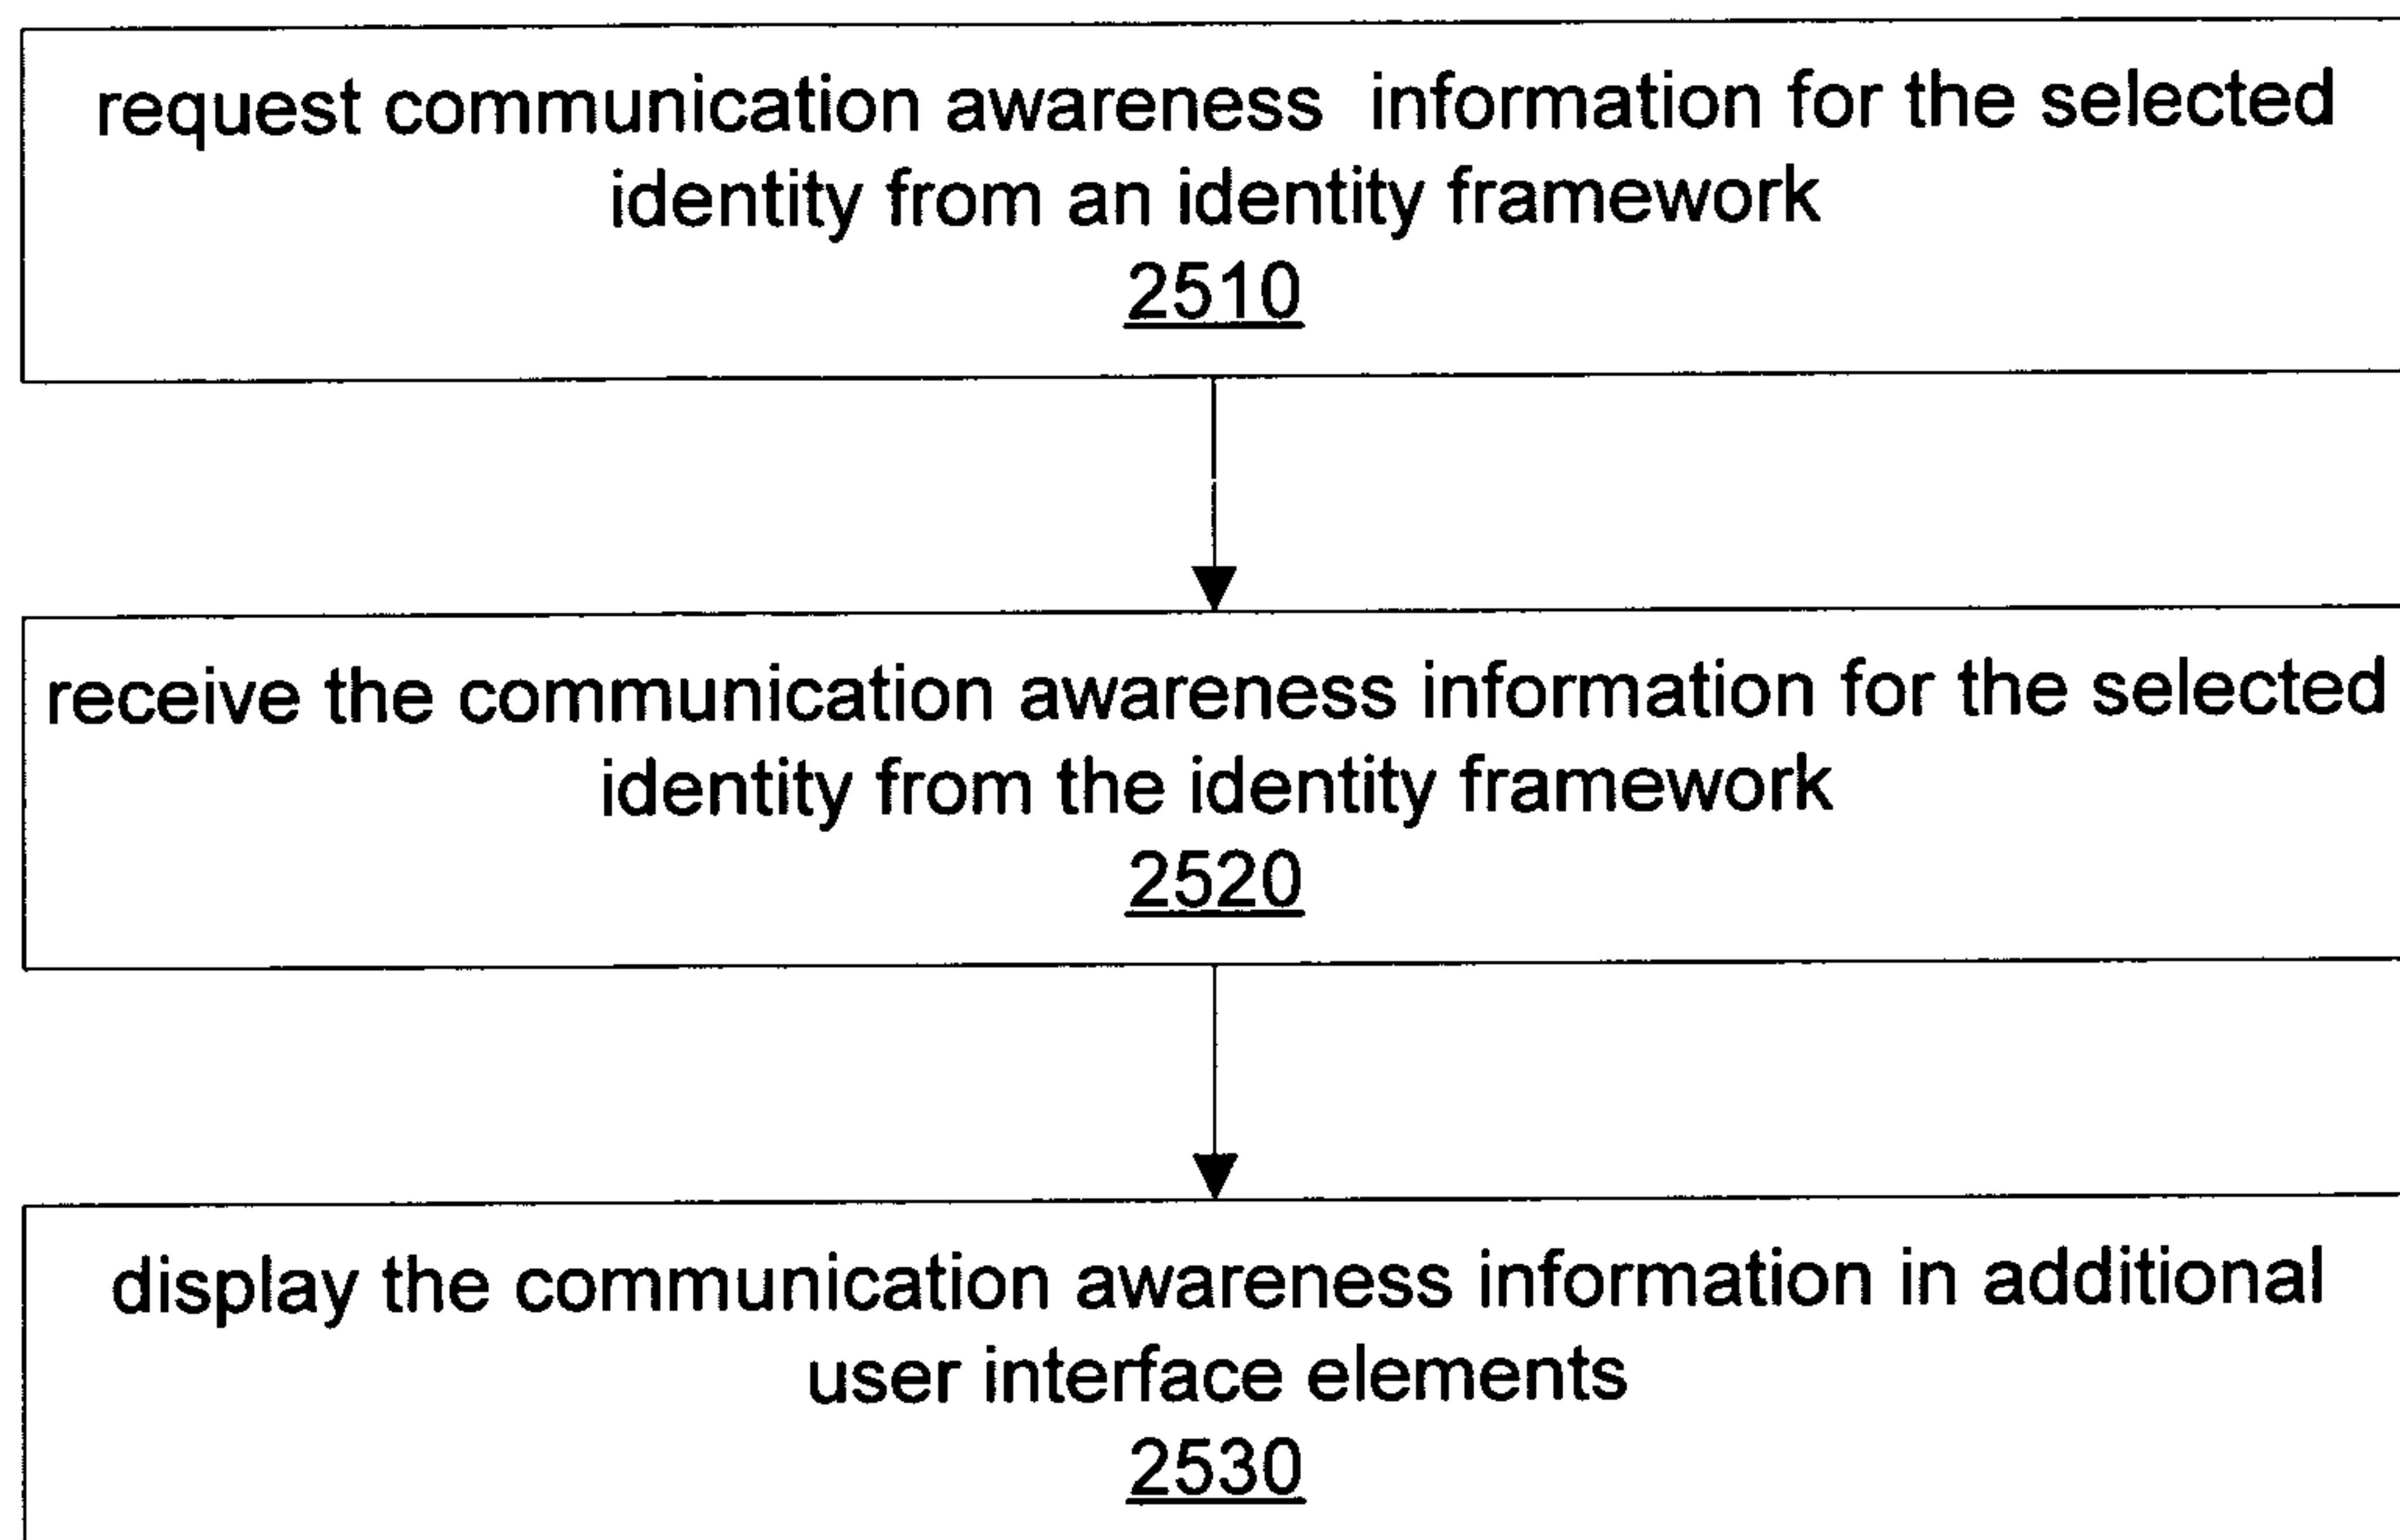 request communication awareness information for the selected
identity from an identity framework
2510
receive the communication awareness information for the selected
identity from the identity framework
2520
display the communication awareness information in additional
user interface elements
2530